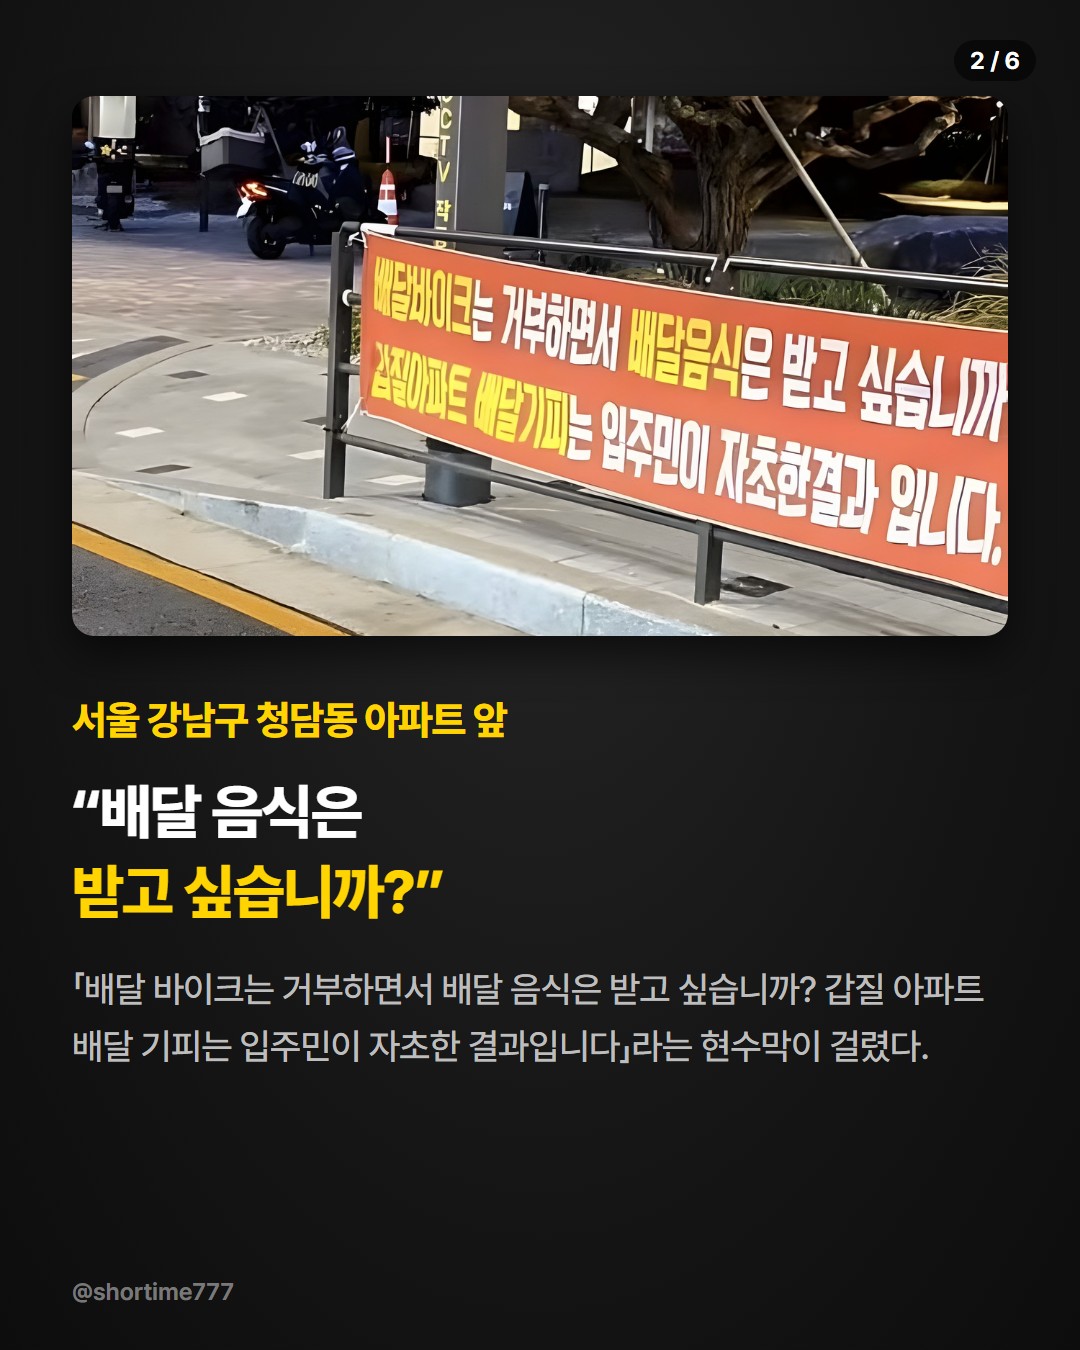 2 / 6
CCTV 작동
배달바이크는 거부하면서 배달음식은 받고 싶습니까
갑질아파트 배달기피는 입주민이 자초한결과 입니다.
서울 강남구 청담동 아파트 앞
“배달 음식은
받고 싶습니까?”
「배달 바이크는 거부하면서 배달 음식은 받고 싶습니까? 갑질 아파트
배달 기피는 입주민이 자초한 결과입니다」라는 현수막이 걸렸다.
@shortime777